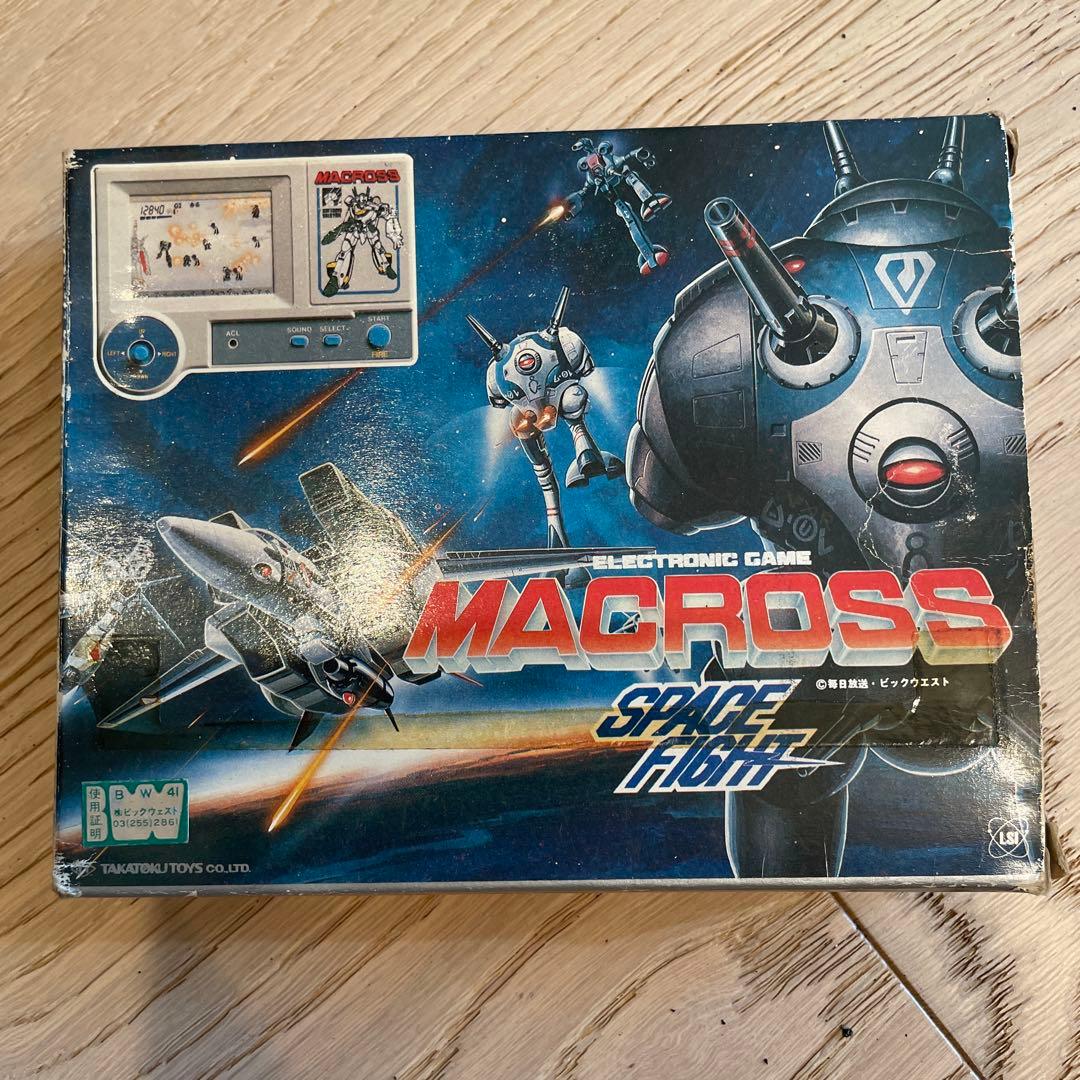 MACROSS
12840
ACL
SOUND
SELECT
START
FIRE
UP
LEFT
RIGHT
DOWN
ELECTRONIC GAME
MACROSS
©毎日放送・ビックウエスト
SPACE
FIGHT
使用証明
B W 41
㈱ビックウェスト
03(255)2861
TAKATOKU TOYS CO.,LTD.
LSI